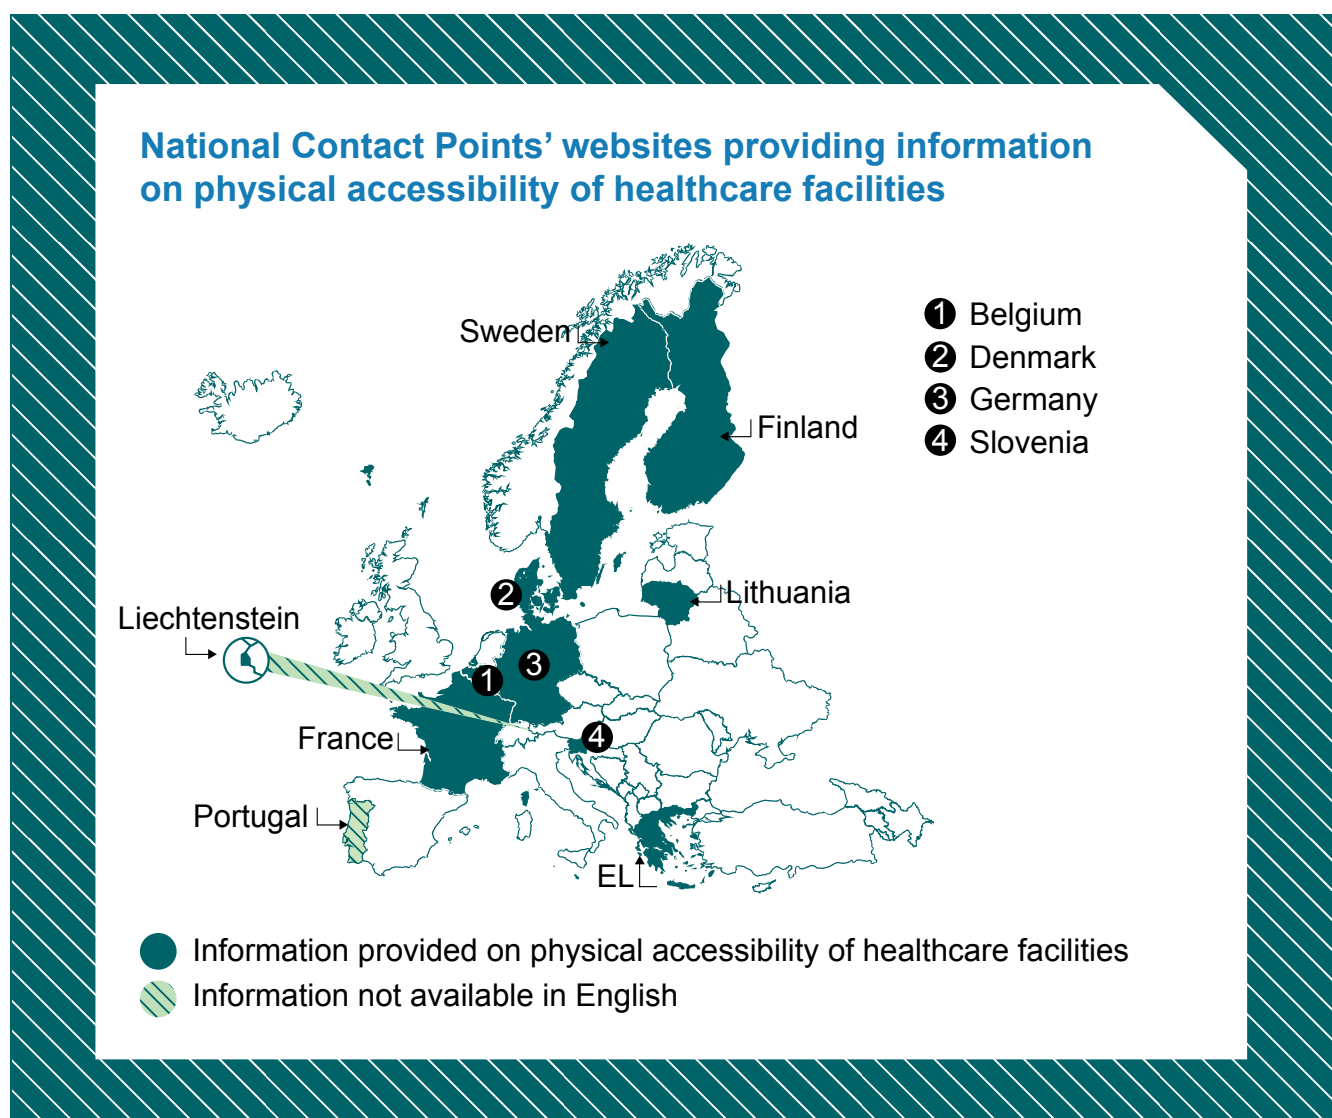 National Contact Points’ websites providing information
on physical accessibility of healthcare facilities
Sweden
Finland
1 Belgium
2 Denmark
3 Germany
4 Slovenia
2
Lithuania
Liechtenstein
3
1
France
4
Portugal
EL
Information provided on physical accessibility of healthcare facilities
Information not available in English